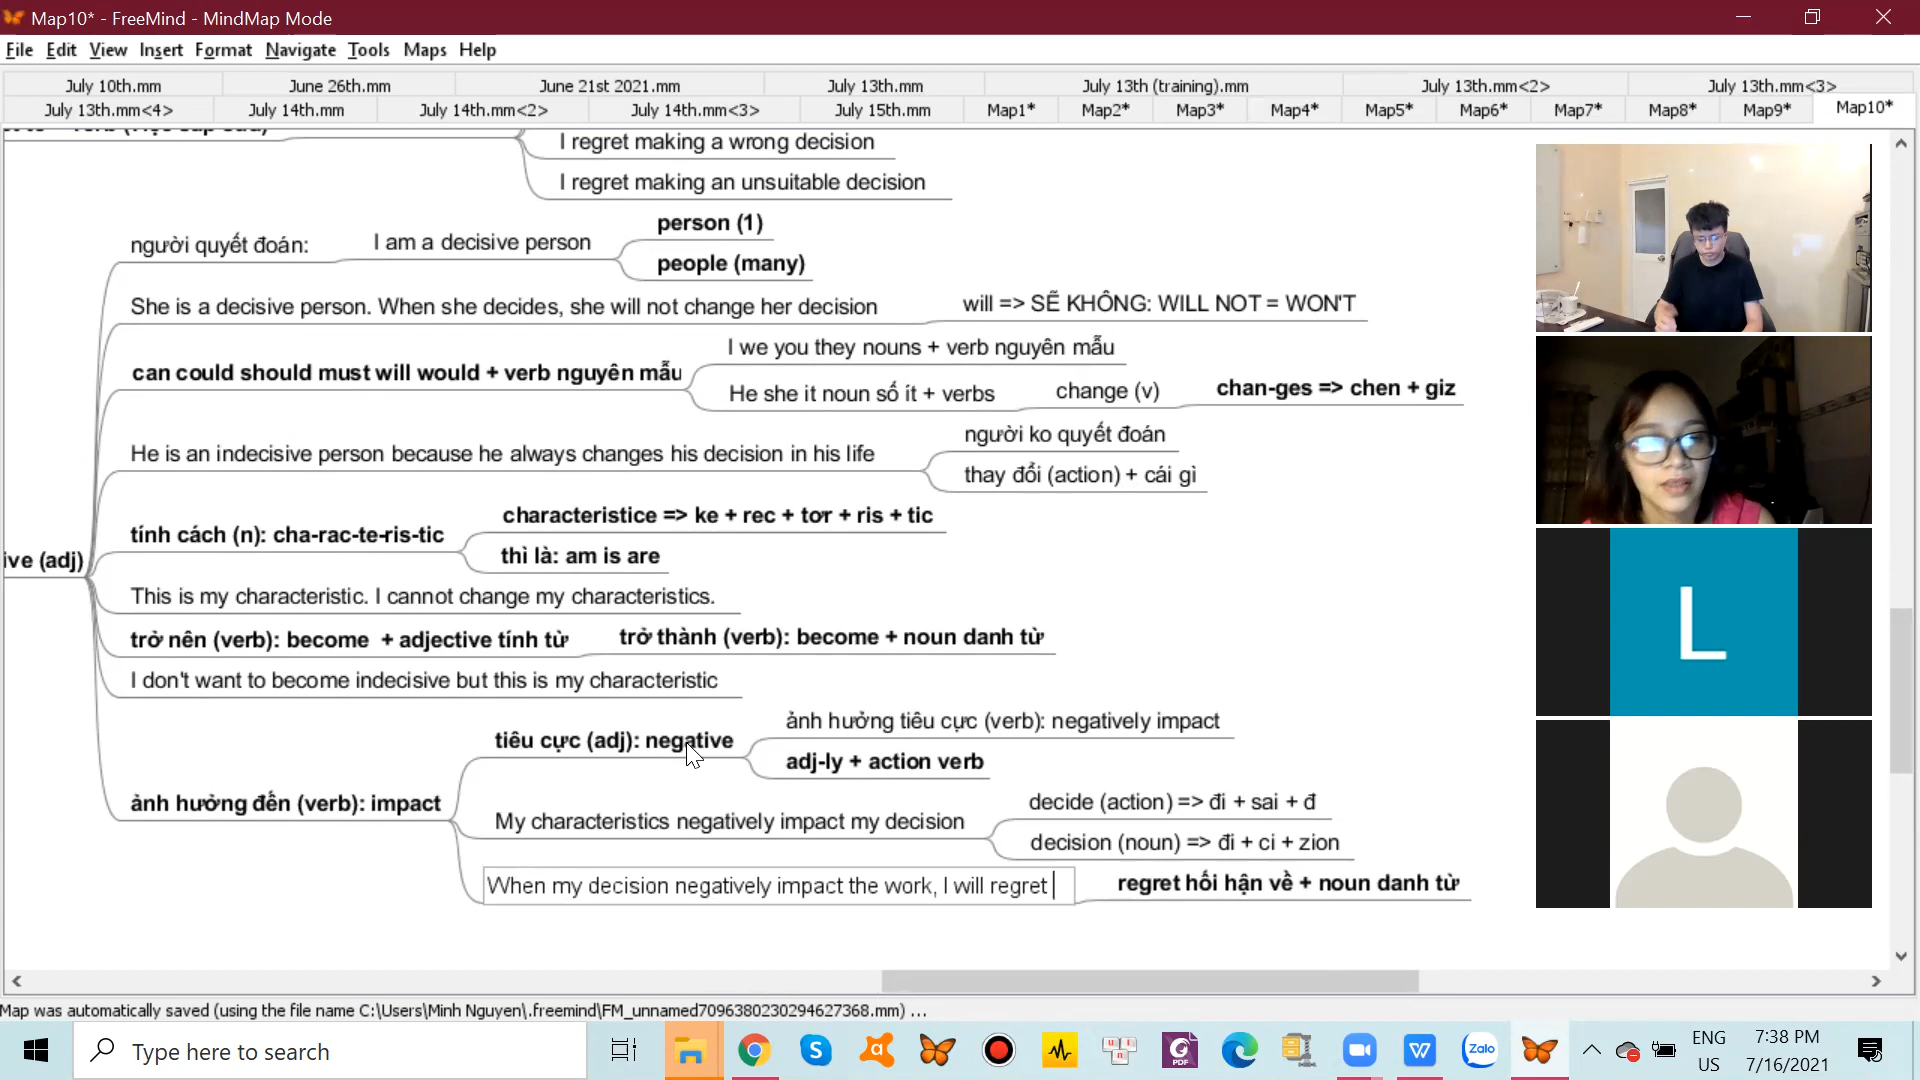 Map10* - FreeMind - MindMap Mode
File Edit View Insert Format Navigate Tools Maps Help
July 10th.mm June 26th.mm June 21st 2021.mm July 13th.mm July 13th (training).mm July 13th.mm<2> July 13th.mm<3>
July 13th.mm<4> July 14th.mm July 14th.mm<2> July 14th.mm<3> July 15th.mm Map1* Map2* Map3* Map4* Map5* Map6* Map7* Map8* Map9* Map10*
I regret making a wrong decision
I regret making an unsuitable decision
người quyết đoán: I am a decisive person
person (1)
people (many)
She is a decisive person. When she decides, she will not change her decision
will => SẼ KHÔNG: WILL NOT = WON'T
can could should must will would + verb nguyên mẫu
I we you they nouns + verb nguyên mẫu
He she it noun số ít + verbs change (v) chan-ges => chen + giz
He is an indecisive person because he always changes his decision in his life
người ko quyết đoán
thay đổi (action) + cái gì
ive (adj)
tính cách (n): cha-rac-te-ris-tic
characteristice => ke + rec + tơr + ris + tic
thì là: am is are
This is my characteristic. I cannot change my characteristics.
trở nên (verb): become + adjective tính từ trở thành (verb): become + noun danh từ
I don't want to become indecisive but this is my characteristic
ảnh hưởng đến (verb): impact
tiêu cực (adj): negative
ảnh hưởng tiêu cực (verb): negatively impact
adj-ly + action verb
My characteristics negatively impact my decision
decide (action) => đi + sai + đ
decision (noun) => đi + ci + zion
When my decision negatively impact the work, I will regret
regret hối hận về + noun danh từ
L
Map was automatically saved (using the file name C:\Users\Minh Nguyen\.freemind\FM_unnamed7096380230294627368.mm) ...
Type here to search
Zalo
PDF
ENG
US
7:38 PM
7/16/2021